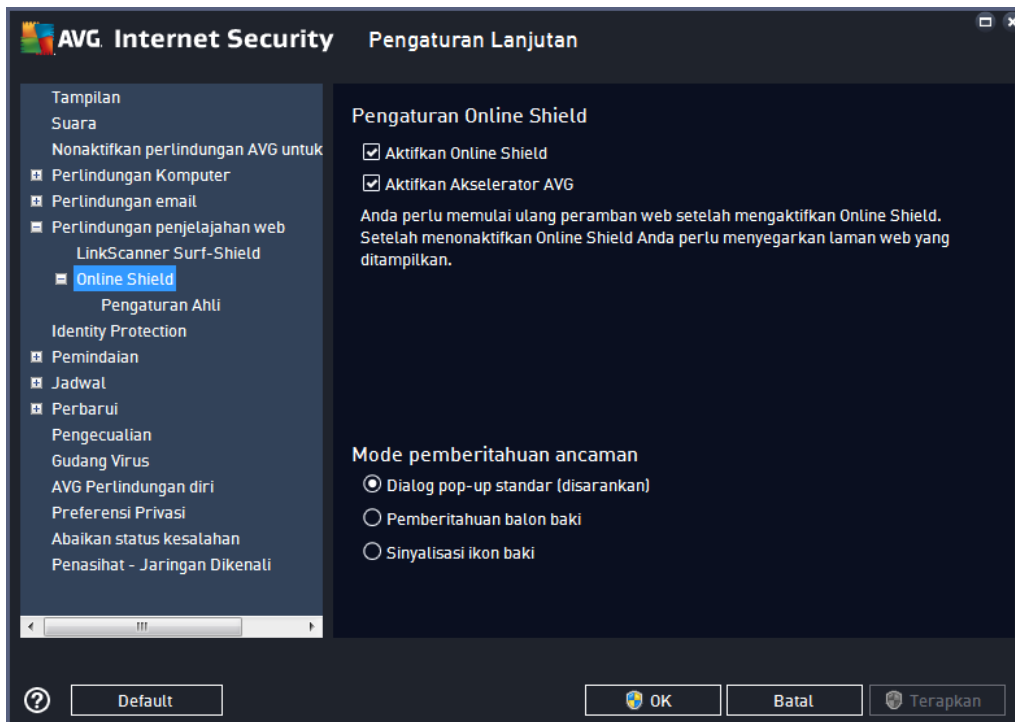 AVG. Internet Security
Pengaturan Lanjutan
Tampilan
Suara
Nonaktifkan perlindungan AVG untuk
Perlindungan Komputer
Perlindungan email
Perlindungan penjelajahan web
LinkScanner Surf-Shield
Online Shield
Pengaturan Ahli
Identity Protection
Pemindaian
Jadwal
Perbarui
Pengecualian
Gudang Virus
AVG Perlindungan diri
Preferensi Privasi
Abaikan status kesalahan
Penasihat - Jaringan Dikenali
Pengaturan Online Shield
Aktifkan Online Shield
Aktifkan Akselerator AVG
Anda perlu memulai ulang peramban web setelah mengaktifkan Online Shield.
Setelah menonaktifkan Online Shield Anda perlu menyegarkan laman web yang
ditampilkan.
Mode pemberitahuan ancaman
Dialog pop-up standar (disarankan)
Pemberitahuan balon baki
Sinyalisasi ikon baki
Default
OK
Batal
Terapkan